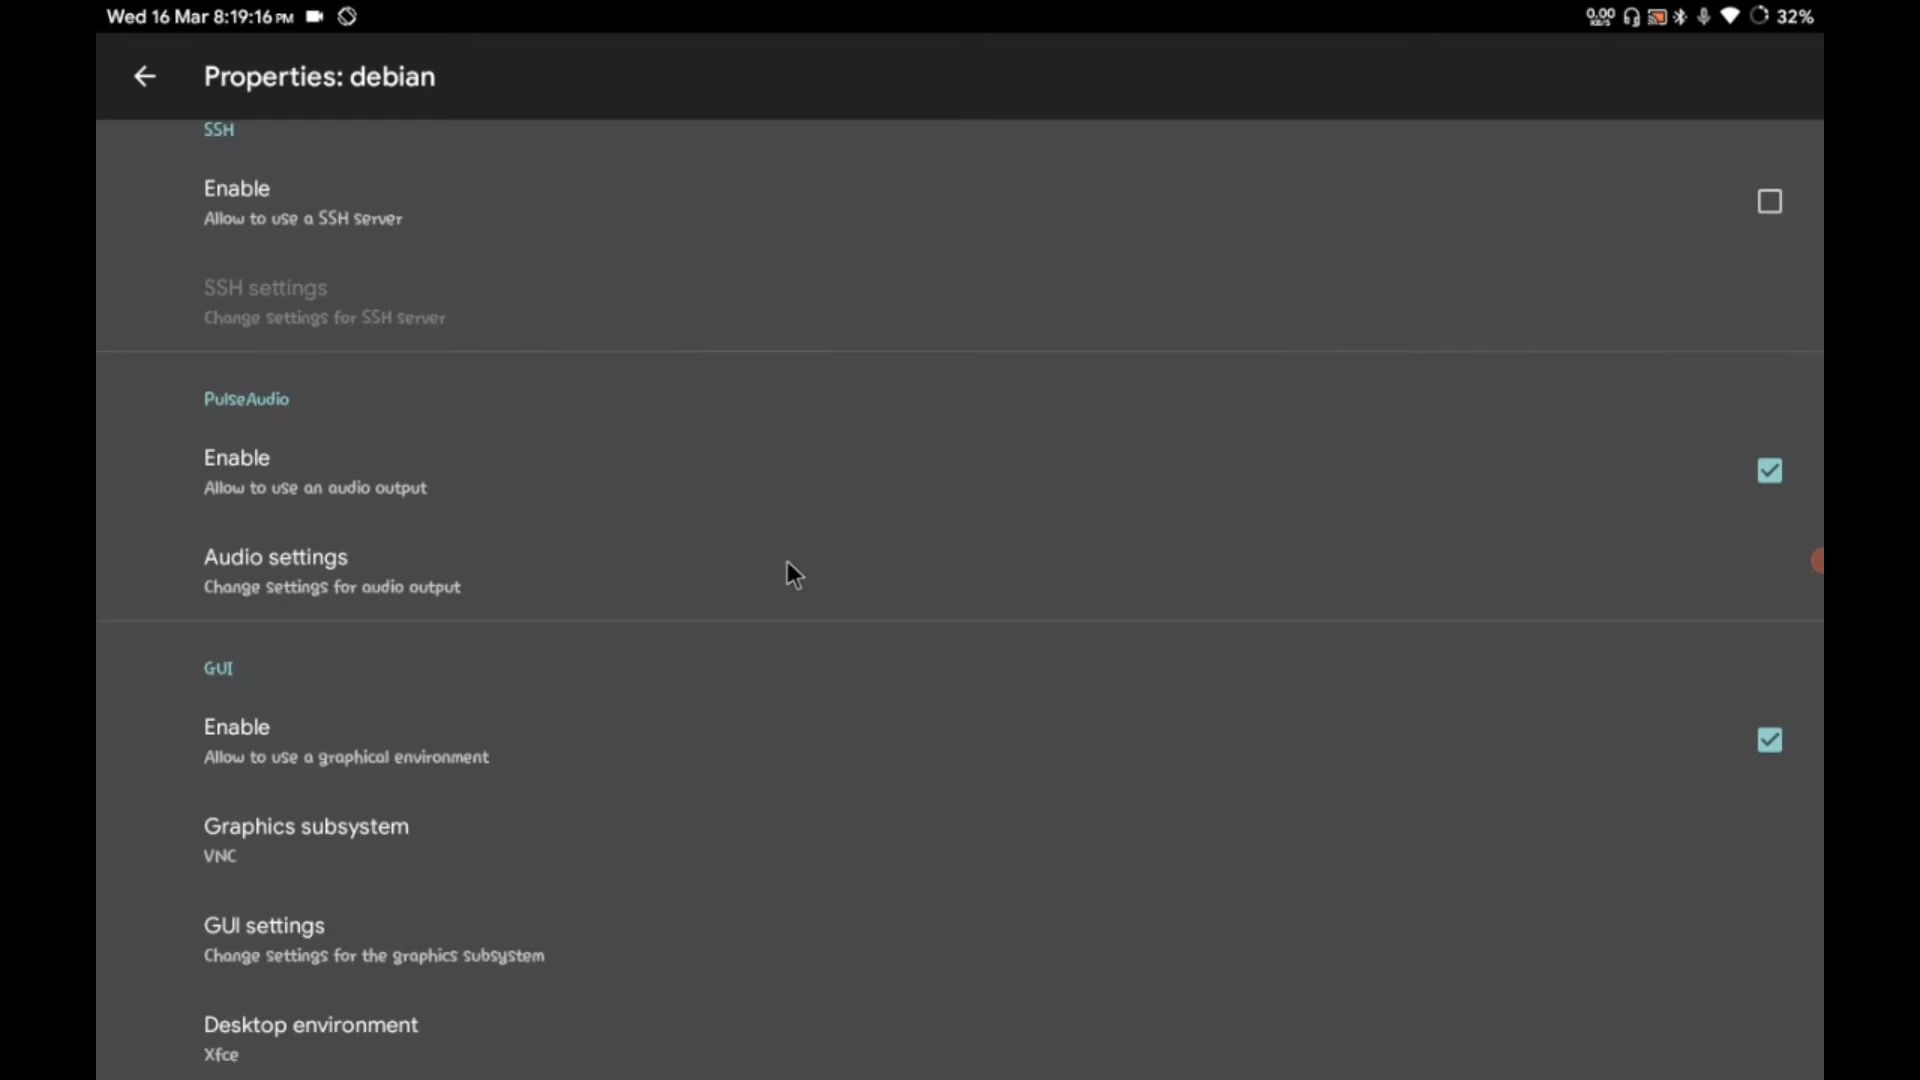 Wed 16 Mar 8:19:16 PM
0.00 KB/S 32%
Properties: debian
SSH
Enable
Allow to use a SSH server
SSH settings
Change settings for SSH server
PulseAudio
Enable
Allow to use an audio output
Audio settings
Change settings for audio output
GUI
Enable
Allow to use a graphical environment
Graphics subsystem
VNC
GUI settings
Change settings for the graphics subsystem
Desktop environment
Xfce